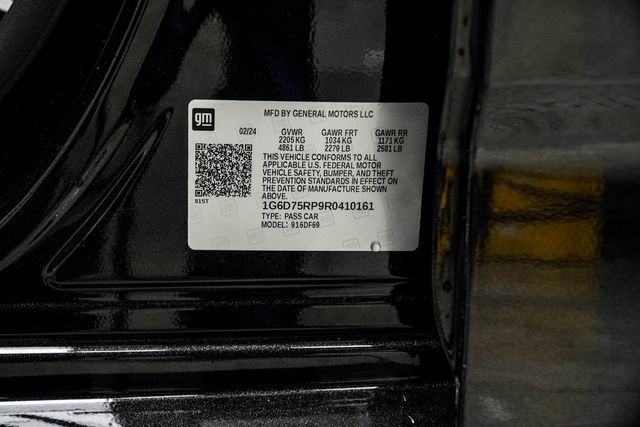 gm
MFD BY GENERAL MOTORS LLC
02/24 GVWR GAWR FRT GAWR RR
2205 KG 1034 KG 1171 KG
4861 LB 2279 LB 2581 LB
THIS VEHICLE CONFORMS TO ALL
APPLICABLE U.S. FEDERAL MOTOR
VEHICLE SAFETY, BUMPER, AND THEFT
PREVENTION STANDARDS IN EFFECT ON
THE DATE OF MANUFACTURE SHOWN
ABOVE.
815T
1G6D75RP9R0410161
TYPE: PASS CAR
MODEL: 916DF69